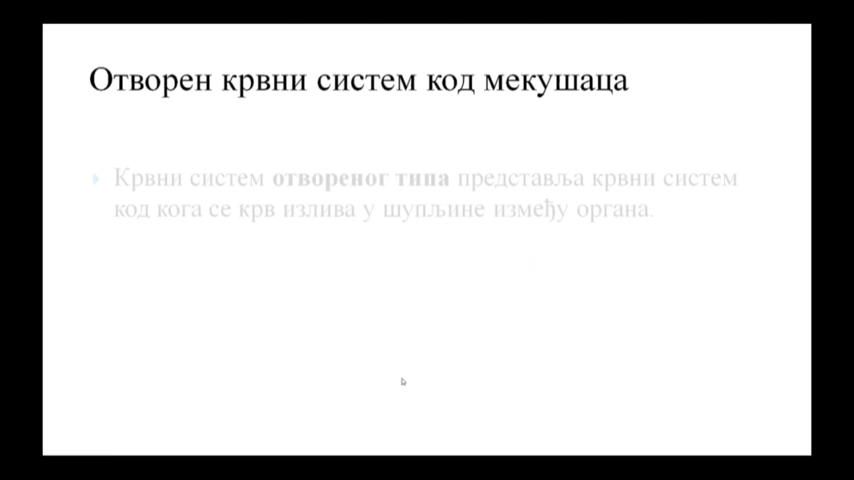 Отворен крвни систем код мекушаца
Крвни систем отвореног типа представља крвни систем
код кога се крв излива у шупљине између органа.